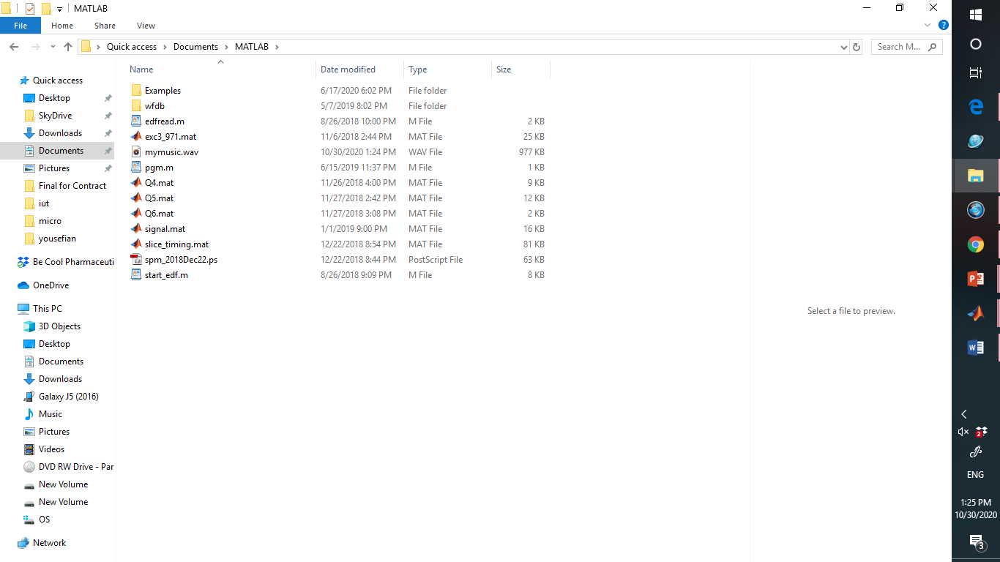 MATLAB
File Home Share View
Quick access Documents MATLAB Search M...
Name Date modified Type Size
Examples 6/17/2020 6:02 PM File folder
wfdb 5/7/2019 8:02 PM File folder
edfread.m 8/26/2018 10:00 PM M File 2 KB
exc3_971.mat 11/6/2018 2:44 PM MAT File 25 KB
mymusic.wav 10/30/2020 1:24 PM WAV File 977 KB
pgm.m 6/15/2019 11:37 PM M File 1 KB
Q4.mat 11/26/2018 4:00 PM MAT File 9 KB
Q5.mat 11/27/2018 2:42 PM MAT File 12 KB
Q6.mat 11/27/2018 3:08 PM MAT File 2 KB
signal.mat 1/1/2019 9:00 PM MAT File 16 KB
slice_timing.mat 12/22/2018 8:54 PM MAT File 81 KB
spm_2018Dec22.ps 12/22/2018 8:44 PM PostScript File 63 KB
start_edf.m 8/26/2018 9:09 PM M File 8 KB
Quick access
Desktop
SkyDrive
Downloads
Documents
Pictures
Final for Contract
iut
micro
yousefian
Be Cool Pharmaceuti
OneDrive
This PC
3D Objects
Desktop
Documents
Downloads
Galaxy J5 (2016)
Music
Pictures
Videos
DVD RW Drive - Par
New Volume
New Volume
OS
Network
Select a file to preview.
2
ENG
1:25 PM
10/30/2020
3